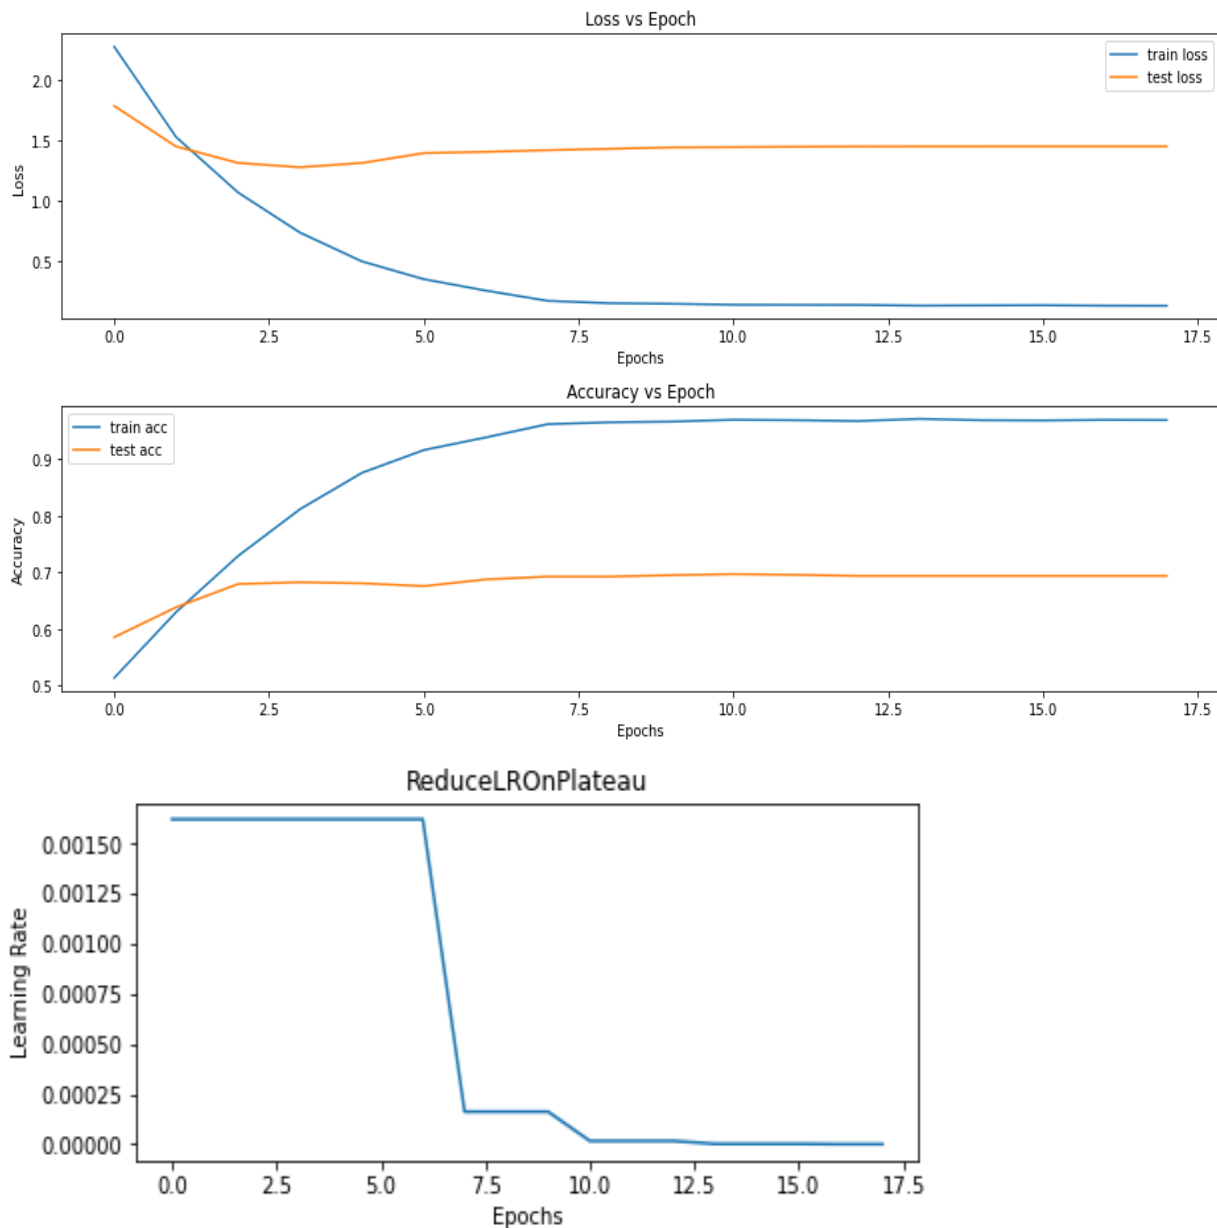 Loss vs Epoch
train loss
test loss
2.0
1.5
1.0
0.5
Loss
0.0 2.5 5.0 7.5 10.0 12.5 15.0 17.5
Epochs
Accuracy vs Epoch
train acc
test acc
0.9
0.8
0.7
0.6
0.5
Accuracy
0.0 2.5 5.0 7.5 10.0 12.5 15.0 17.5
Epochs
ReduceLROnPlateau
0.00150
0.00125
0.00100
0.00075
0.00050
0.00025
0.00000
Learning Rate
0.0 2.5 5.0 7.5 10.0 12.5 15.0 17.5
Epochs